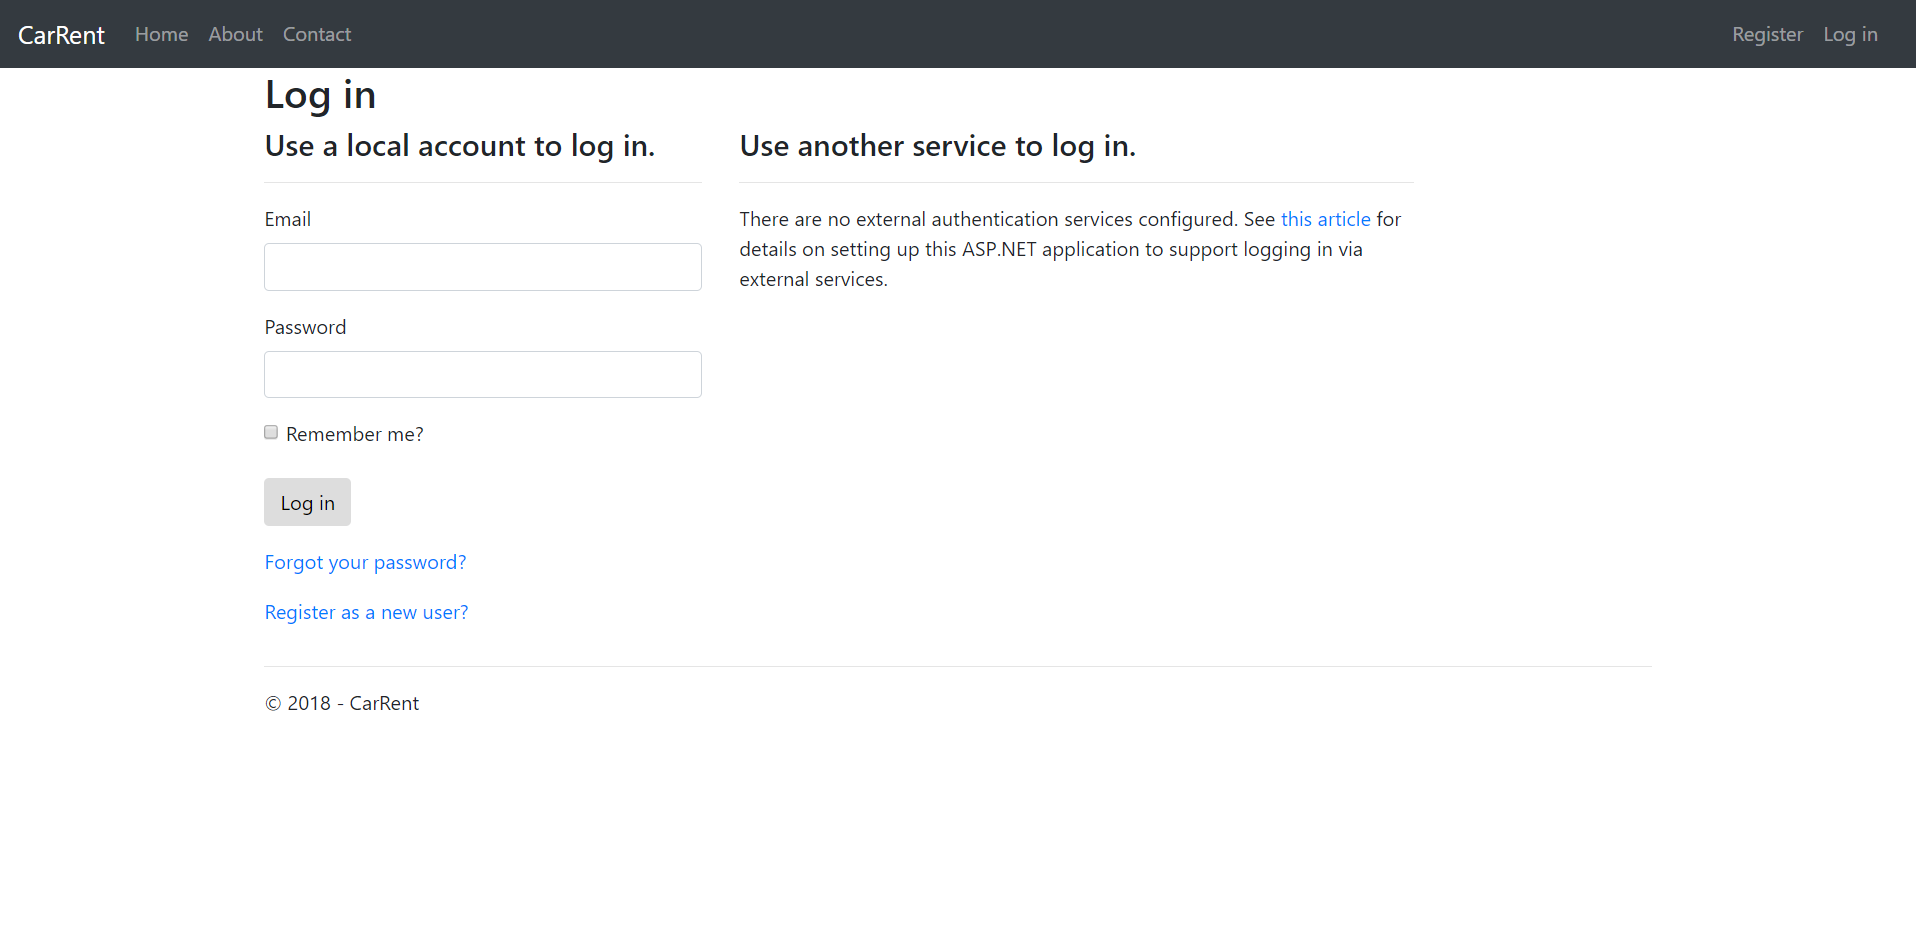 CarRent Home About Contact Register Log in
Log in
Use a local account to log in.
Email
Password
Remember me?
Log in
Forgot your password?
Register as a new user?
Use another service to log in.
There are no external authentication services configured. See this article for
details on setting up this ASP.NET application to support logging in via
external services.
© 2018 - CarRent